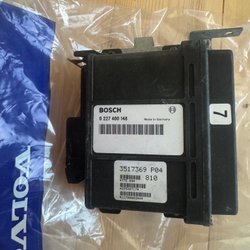 VOLVO
BOSCH
0 227 400 148
Made in Germany
7
3517369 P04
810